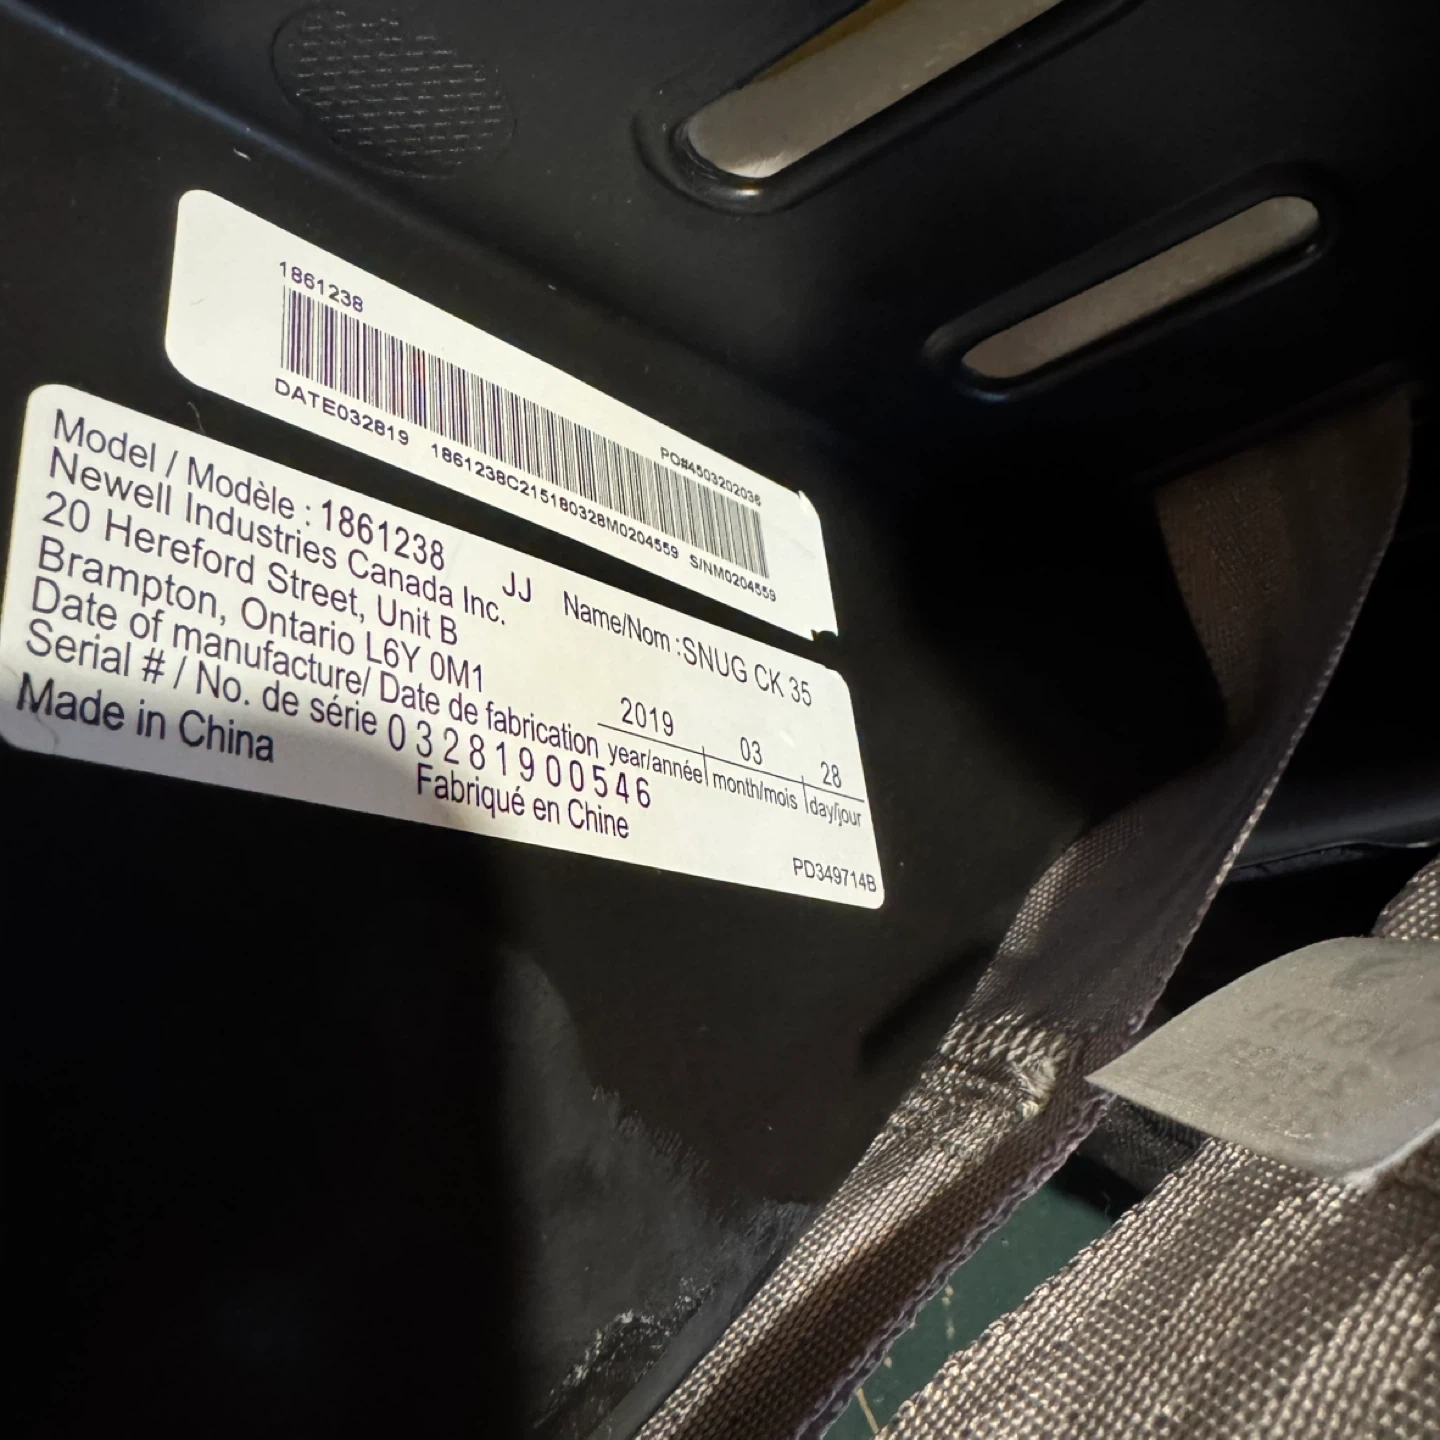 1861238
PO#4503202036
DATE032819 1861238C215180328M0204559 S/NM0204559
Model / Modèle : 1861238 JJ Name/Nom :SNUG CK 35
Newell Industries Canada Inc.
20 Hereford Street, Unit B
Brampton, Ontario L6Y 0M1
Date of manufacture/ Date de fabrication 2019 03 28
year/année month/mois day/jour
Serial # / No. de série 03281900546
Made in China Fabriqué en Chine
PD349714B